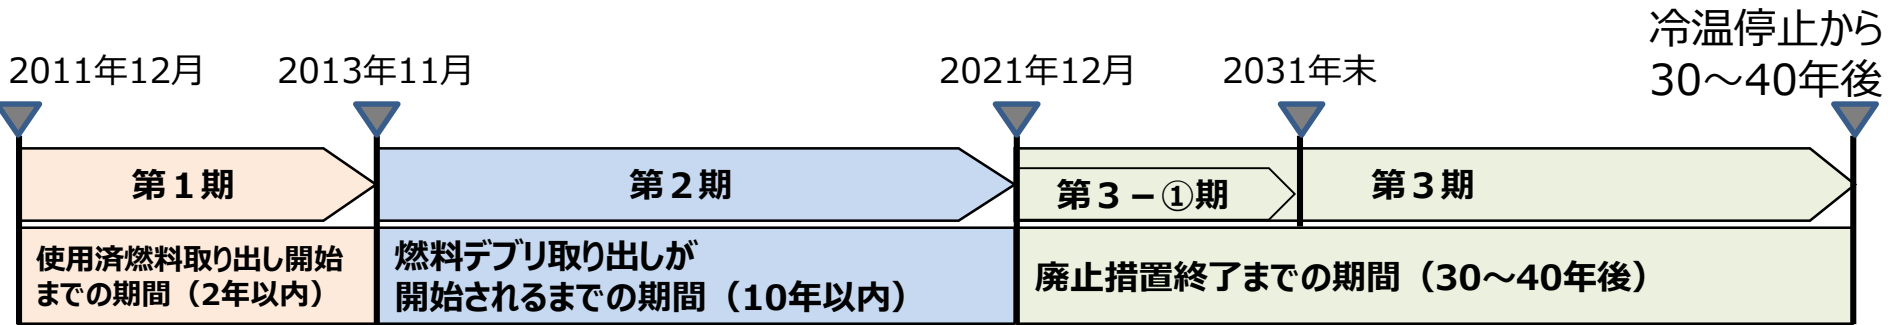 2011年12月
2013年11月
2021年12月
2031年末
冷温停止から
30～40年後
第１期
第２期
第３－①期
第３期
使用済燃料取り出し開始
までの期間（2年以内）
燃料デブリ取り出しが
開始されるまでの期間（10年以内）
廃止措置終了までの期間（30～40年後）